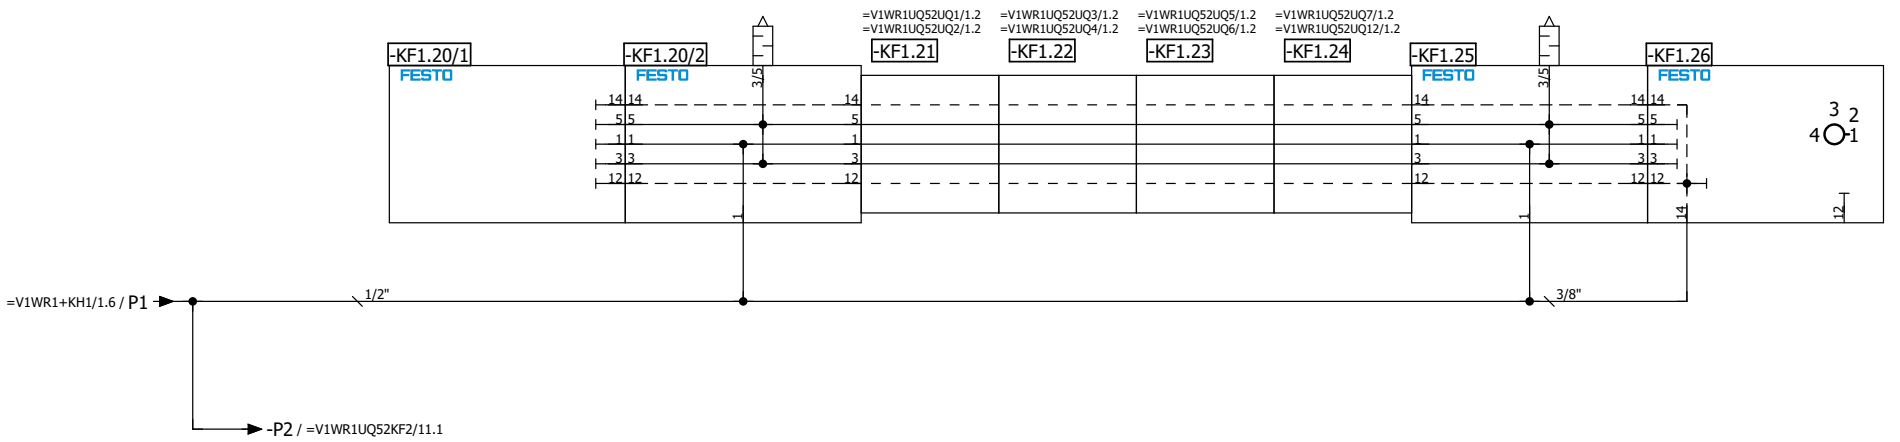 =V1WR1UQ52UQ1/1.2 =V1WR1UQ52UQ3/1.2 =V1WR1UQ52UQ5/1.2 =V1WR1UQ52UQ7/1.2
=V1WR1UQ52UQ2/1.2 =V1WR1UQ52UQ4/1.2 =V1WR1UQ52UQ6/1.2 =V1WR1UQ52UQ12/1.2
-KF1.20/1 -KF1.20/2 -KF1.21 -KF1.22 -KF1.23 -KF1.24 -KF1.25 -KF1.26
FESTO FESTO FESTO FESTO
3/5 3/5
14 14 14 14 14 14
5 5 5 5 5 5
1 1 1 1 1 1
3 3 3 3 3 3
12 12 12 12 12 12
3 2
4 1
1 1 14 12
=V1WR1+KH1/1.6 / P1 1/2" 3/8"
-P2 / =V1WR1UQ52KF2/11.1